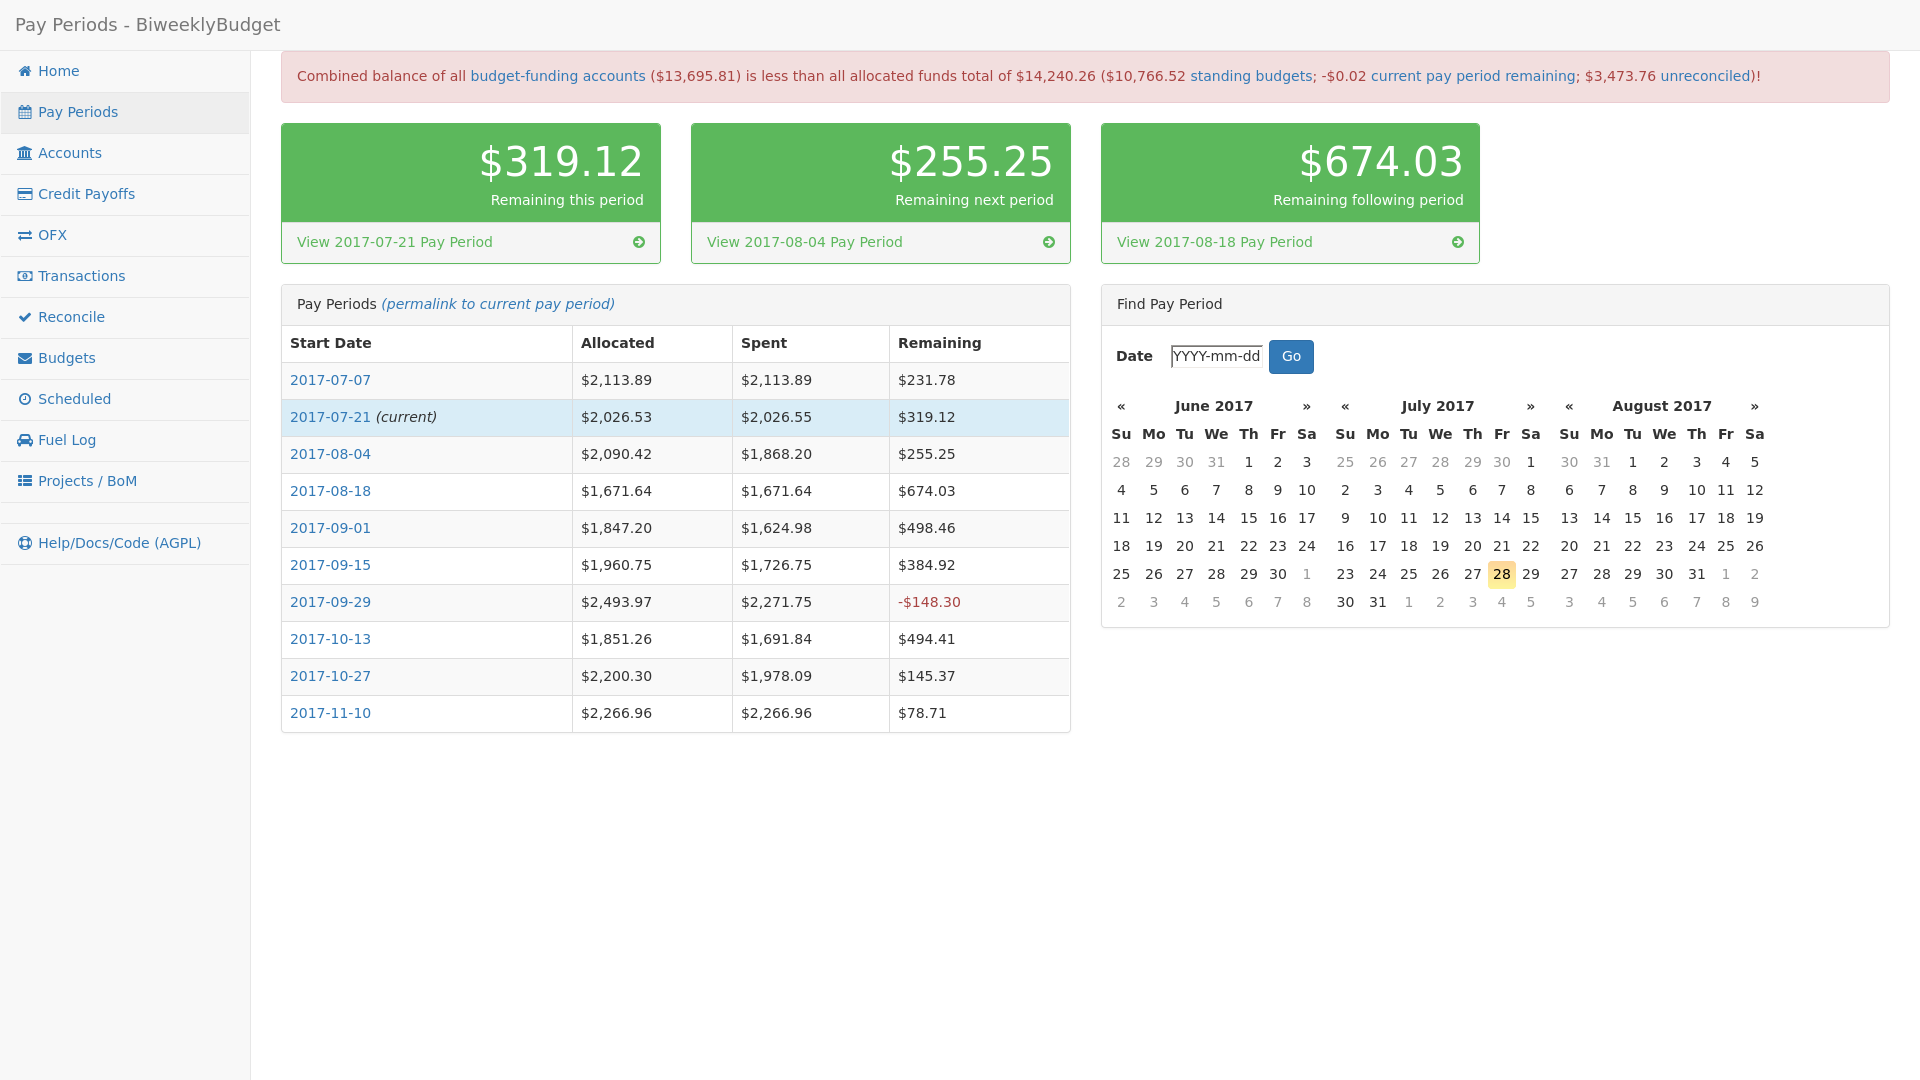 Pay Periods - BiweeklyBudget
Home
Pay Periods
Accounts
Credit Payoffs
OFX
Transactions
Reconcile
Budgets
Scheduled
Fuel Log
Projects / BoM
Help/Docs/Code (AGPL)
Combined balance of all budget-funding accounts ($13,695.81) is less than all allocated funds total of $14,240.26 ($10,766.52 standing budgets; -$0.02 current pay period remaining; $3,473.76 unreconciled)!
$319.12
Remaining this period
View 2017-07-21 Pay Period
$255.25
Remaining next period
View 2017-08-04 Pay Period
$674.03
Remaining following period
View 2017-08-18 Pay Period
Pay Periods (permalink to current pay period)
Start Date Allocated Spent Remaining
2017-07-07 $2,113.89 $2,113.89 $231.78
2017-07-21 (current) $2,026.53 $2,026.55 $319.12
2017-08-04 $2,090.42 $1,868.20 $255.25
2017-08-18 $1,671.64 $1,671.64 $674.03
2017-09-01 $1,847.20 $1,624.98 $498.46
2017-09-15 $1,960.75 $1,726.75 $384.92
2017-09-29 $2,493.97 $2,271.75 -$148.30
2017-10-13 $1,851.26 $1,691.84 $494.41
2017-10-27 $2,200.30 $1,978.09 $145.37
2017-11-10 $2,266.96 $2,266.96 $78.71
Find Pay Period
Date YYYY-mm-dd Go
« June 2017 »
Su Mo Tu We Th Fr Sa
28 29 30 31 1 2 3
4 5 6 7 8 9 10
11 12 13 14 15 16 17
18 19 20 21 22 23 24
25 26 27 28 29 30 1
2 3 4 5 6 7 8
« July 2017 »
Su Mo Tu We Th Fr Sa
25 26 27 28 29 30 1
2 3 4 5 6 7 8
9 10 11 12 13 14 15
16 17 18 19 20 21 22
23 24 25 26 27 28 29
30 31 1 2 3 4 5
« August 2017 »
Su Mo Tu We Th Fr Sa
30 31 1 2 3 4 5
6 7 8 9 10 11 12
13 14 15 16 17 18 19
20 21 22 23 24 25 26
27 28 29 30 31 1 2
3 4 5 6 7 8 9